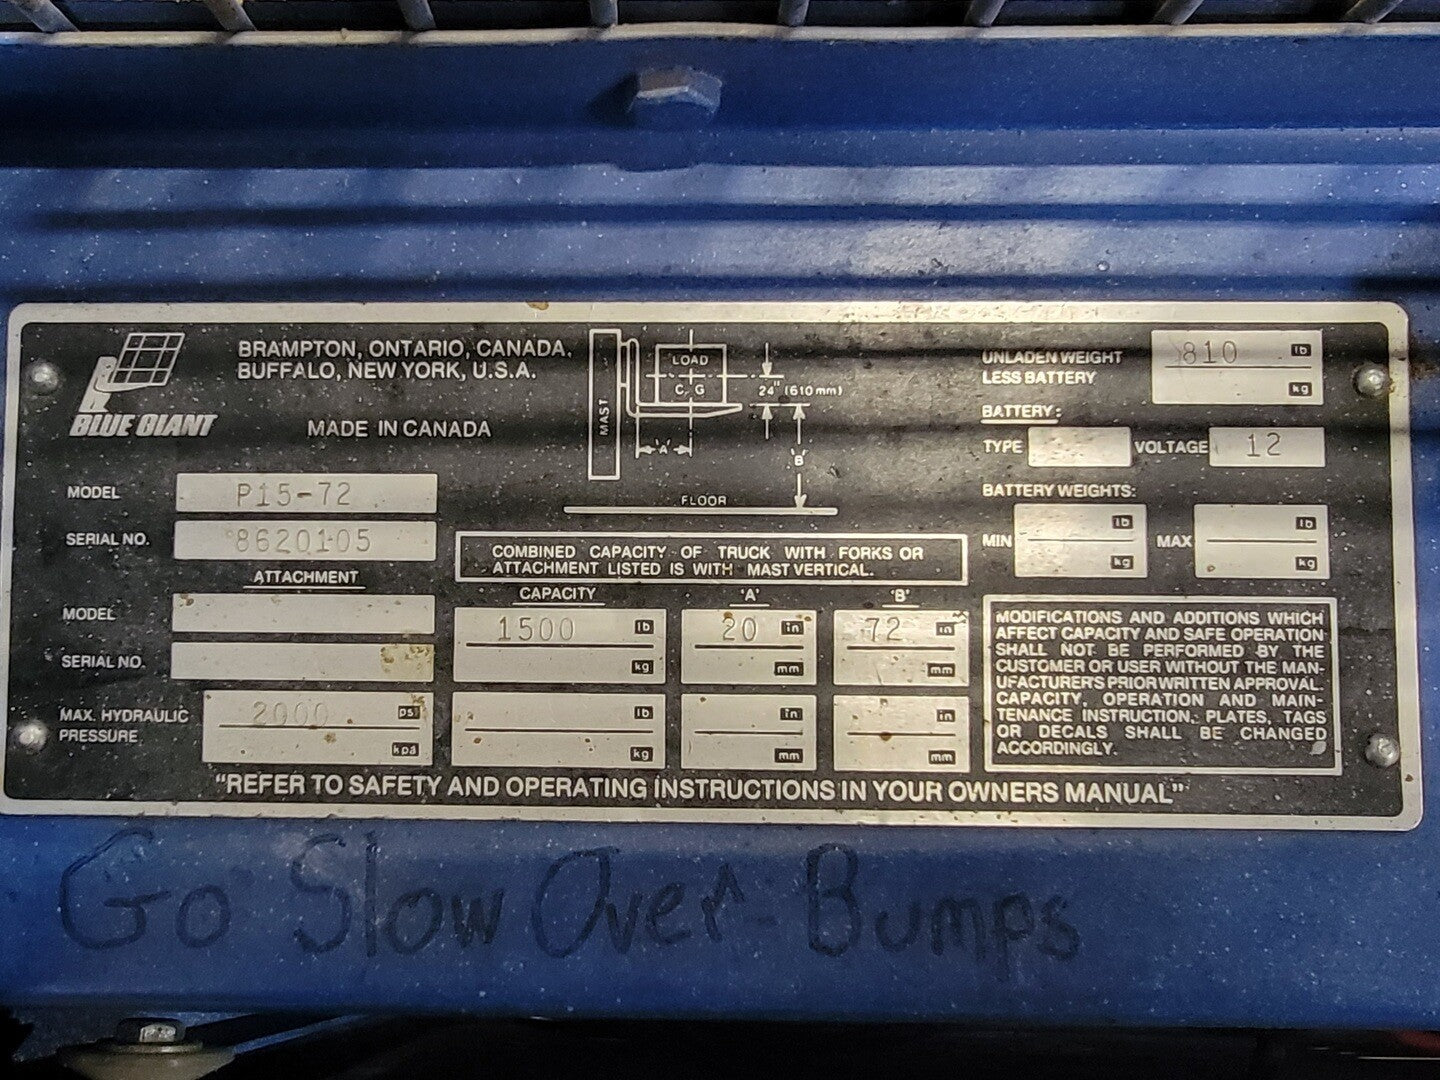 BLUE GIANT
BRAMPTON, ONTARIO, CANADA.
BUFFALO, NEW YORK, U.S.A.
MADE IN CANADA
MODEL P15-72
SERIAL NO. 8620105
ATTACHMENT
MODEL
SERIAL NO.
MAX. HYDRAULIC PRESSURE 2000 psi
kpa
MAST
LOAD
C. G
24" (610mm)
'A'
'B'
FLOOR
COMBINED CAPACITY OF TRUCK WITH FORKS OR
ATTACHMENT LISTED IS WITH MAST VERTICAL.
CAPACITY 'A' 'B'
1500 lb 20 in 72 in
kg mm mm
lb in in
kg mm mm
UNLADEN WEIGHT
LESS BATTERY
810 lb
kg
BATTERY:
TYPE VOLTAGE 12
BATTERY WEIGHTS:
MIN lb kg MAX lb kg
MODIFICATIONS AND ADDITIONS WHICH
AFFECT CAPACITY AND SAFE OPERATION
SHALL NOT BE PERFORMED BY THE
CUSTOMER OR USER WITHOUT THE MAN-
UFACTURERS PRIOR WRITTEN APPROVAL.
CAPACITY, OPERATION AND MAIN-
TENANCE INSTRUCTION, PLATES, TAGS
OR DECALS SHALL BE CHANGED
ACCORDINGLY.
"REFER TO SAFETY AND OPERATING INSTRUCTIONS IN YOUR OWNERS MANUAL"
Go Slow Over Bumps